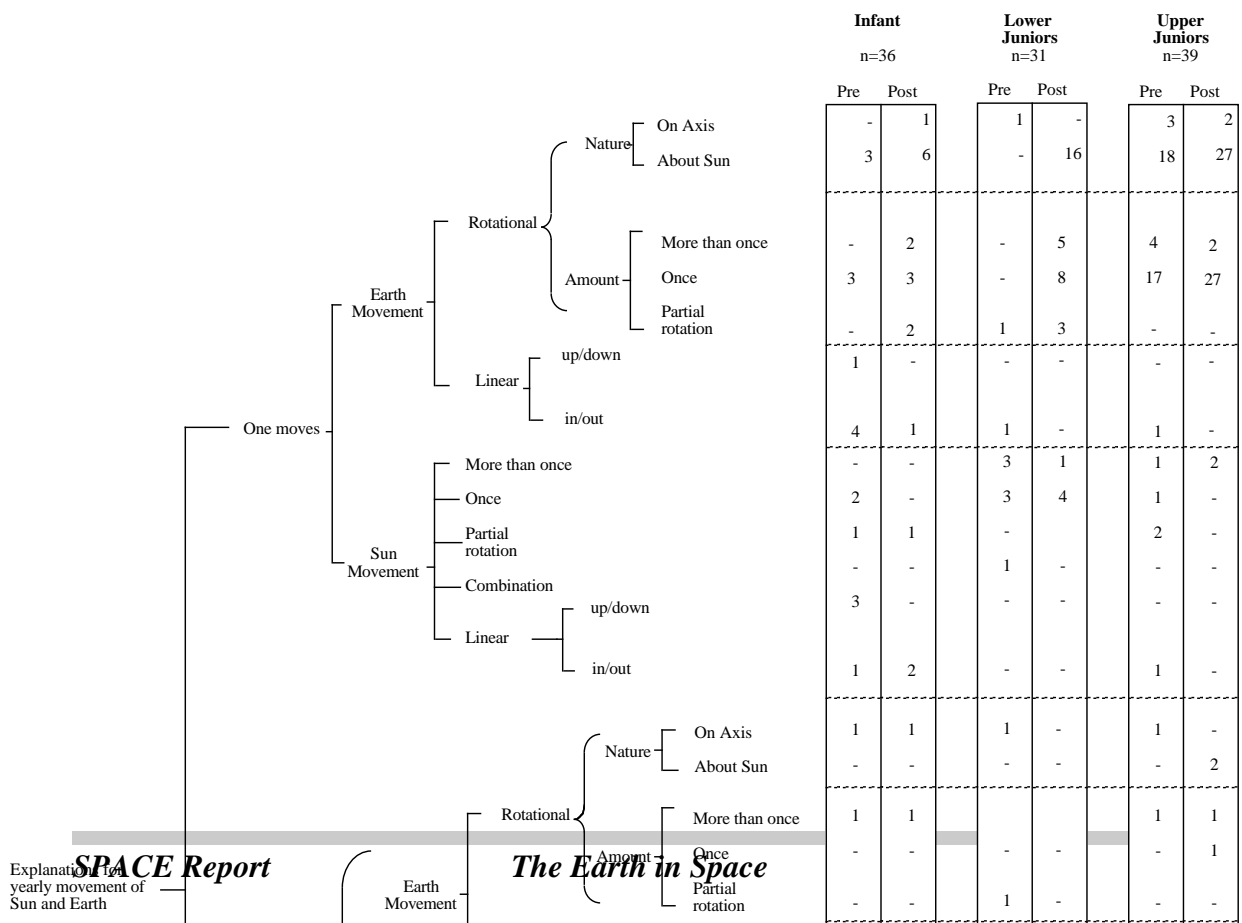 Infant Lower Juniors Upper Juniors
n=36 n=31 n=39
Pre Post Pre Post Pre Post
On Axis - 1 1 - 3 2
Nature
About Sun 3 6 - 16 18 27
Rotational
More than once - 2 - 5 4 2
Amount Once 3 3 - 8 17 27
Earth Movement
Partial rotation - 2 1 3 - -
up/down 1 - - - - -
Linear
in/out 4 1 1 - 1 -
One moves
More than once - - 3 1 1 2
Once 2 - 3 4 1 -
Partial rotation 1 1 - 2 -
Sun Movement
Combination - - 1 - - -
up/down 3 - - - - -
Linear
in/out 1 2 - - 1 -
On Axis 1 1 1 - 1 -
Nature
About Sun - - - - - 2
Rotational
More than once 1 1 1 1
Amount Once - - - - - 1
SPACE Report The Earth in Space
Explanations for
yearly movement of
Sun and Earth
Earth Movement
Partial rotation - - 1 - - -